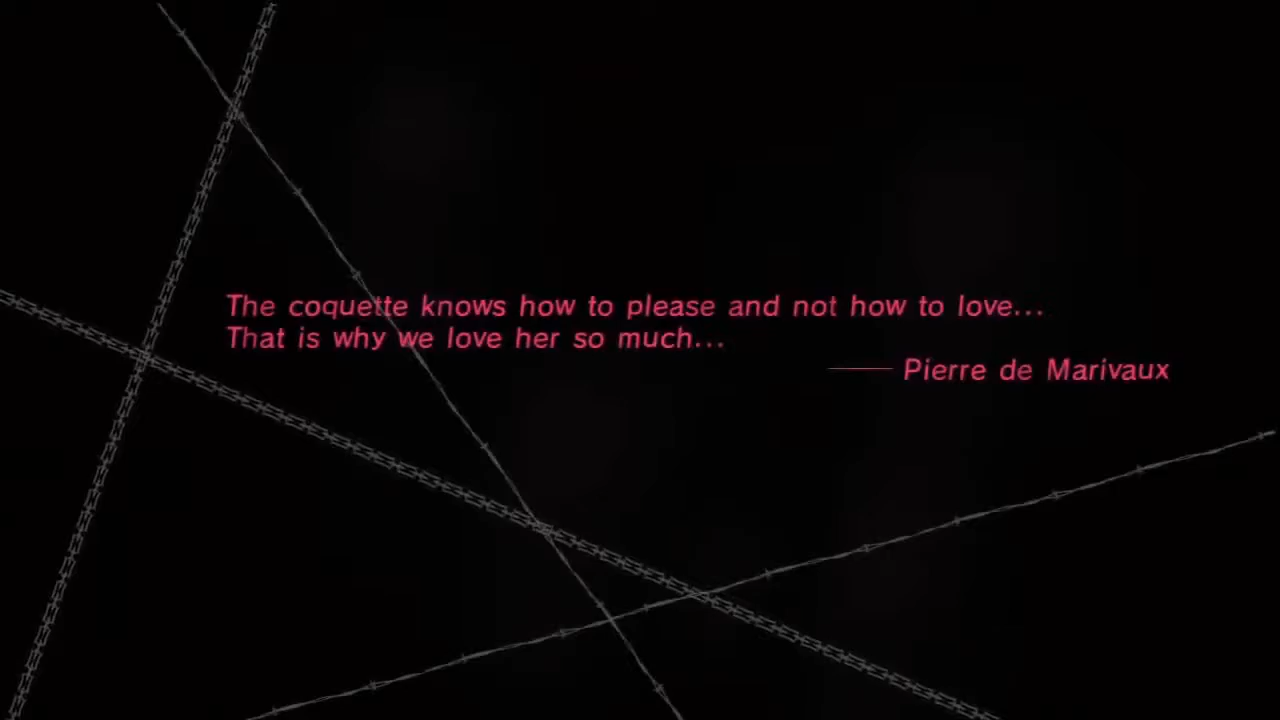 The coquette knows how to please and not how to love...
That is why we love her so much...
—— Pierre de Marivaux